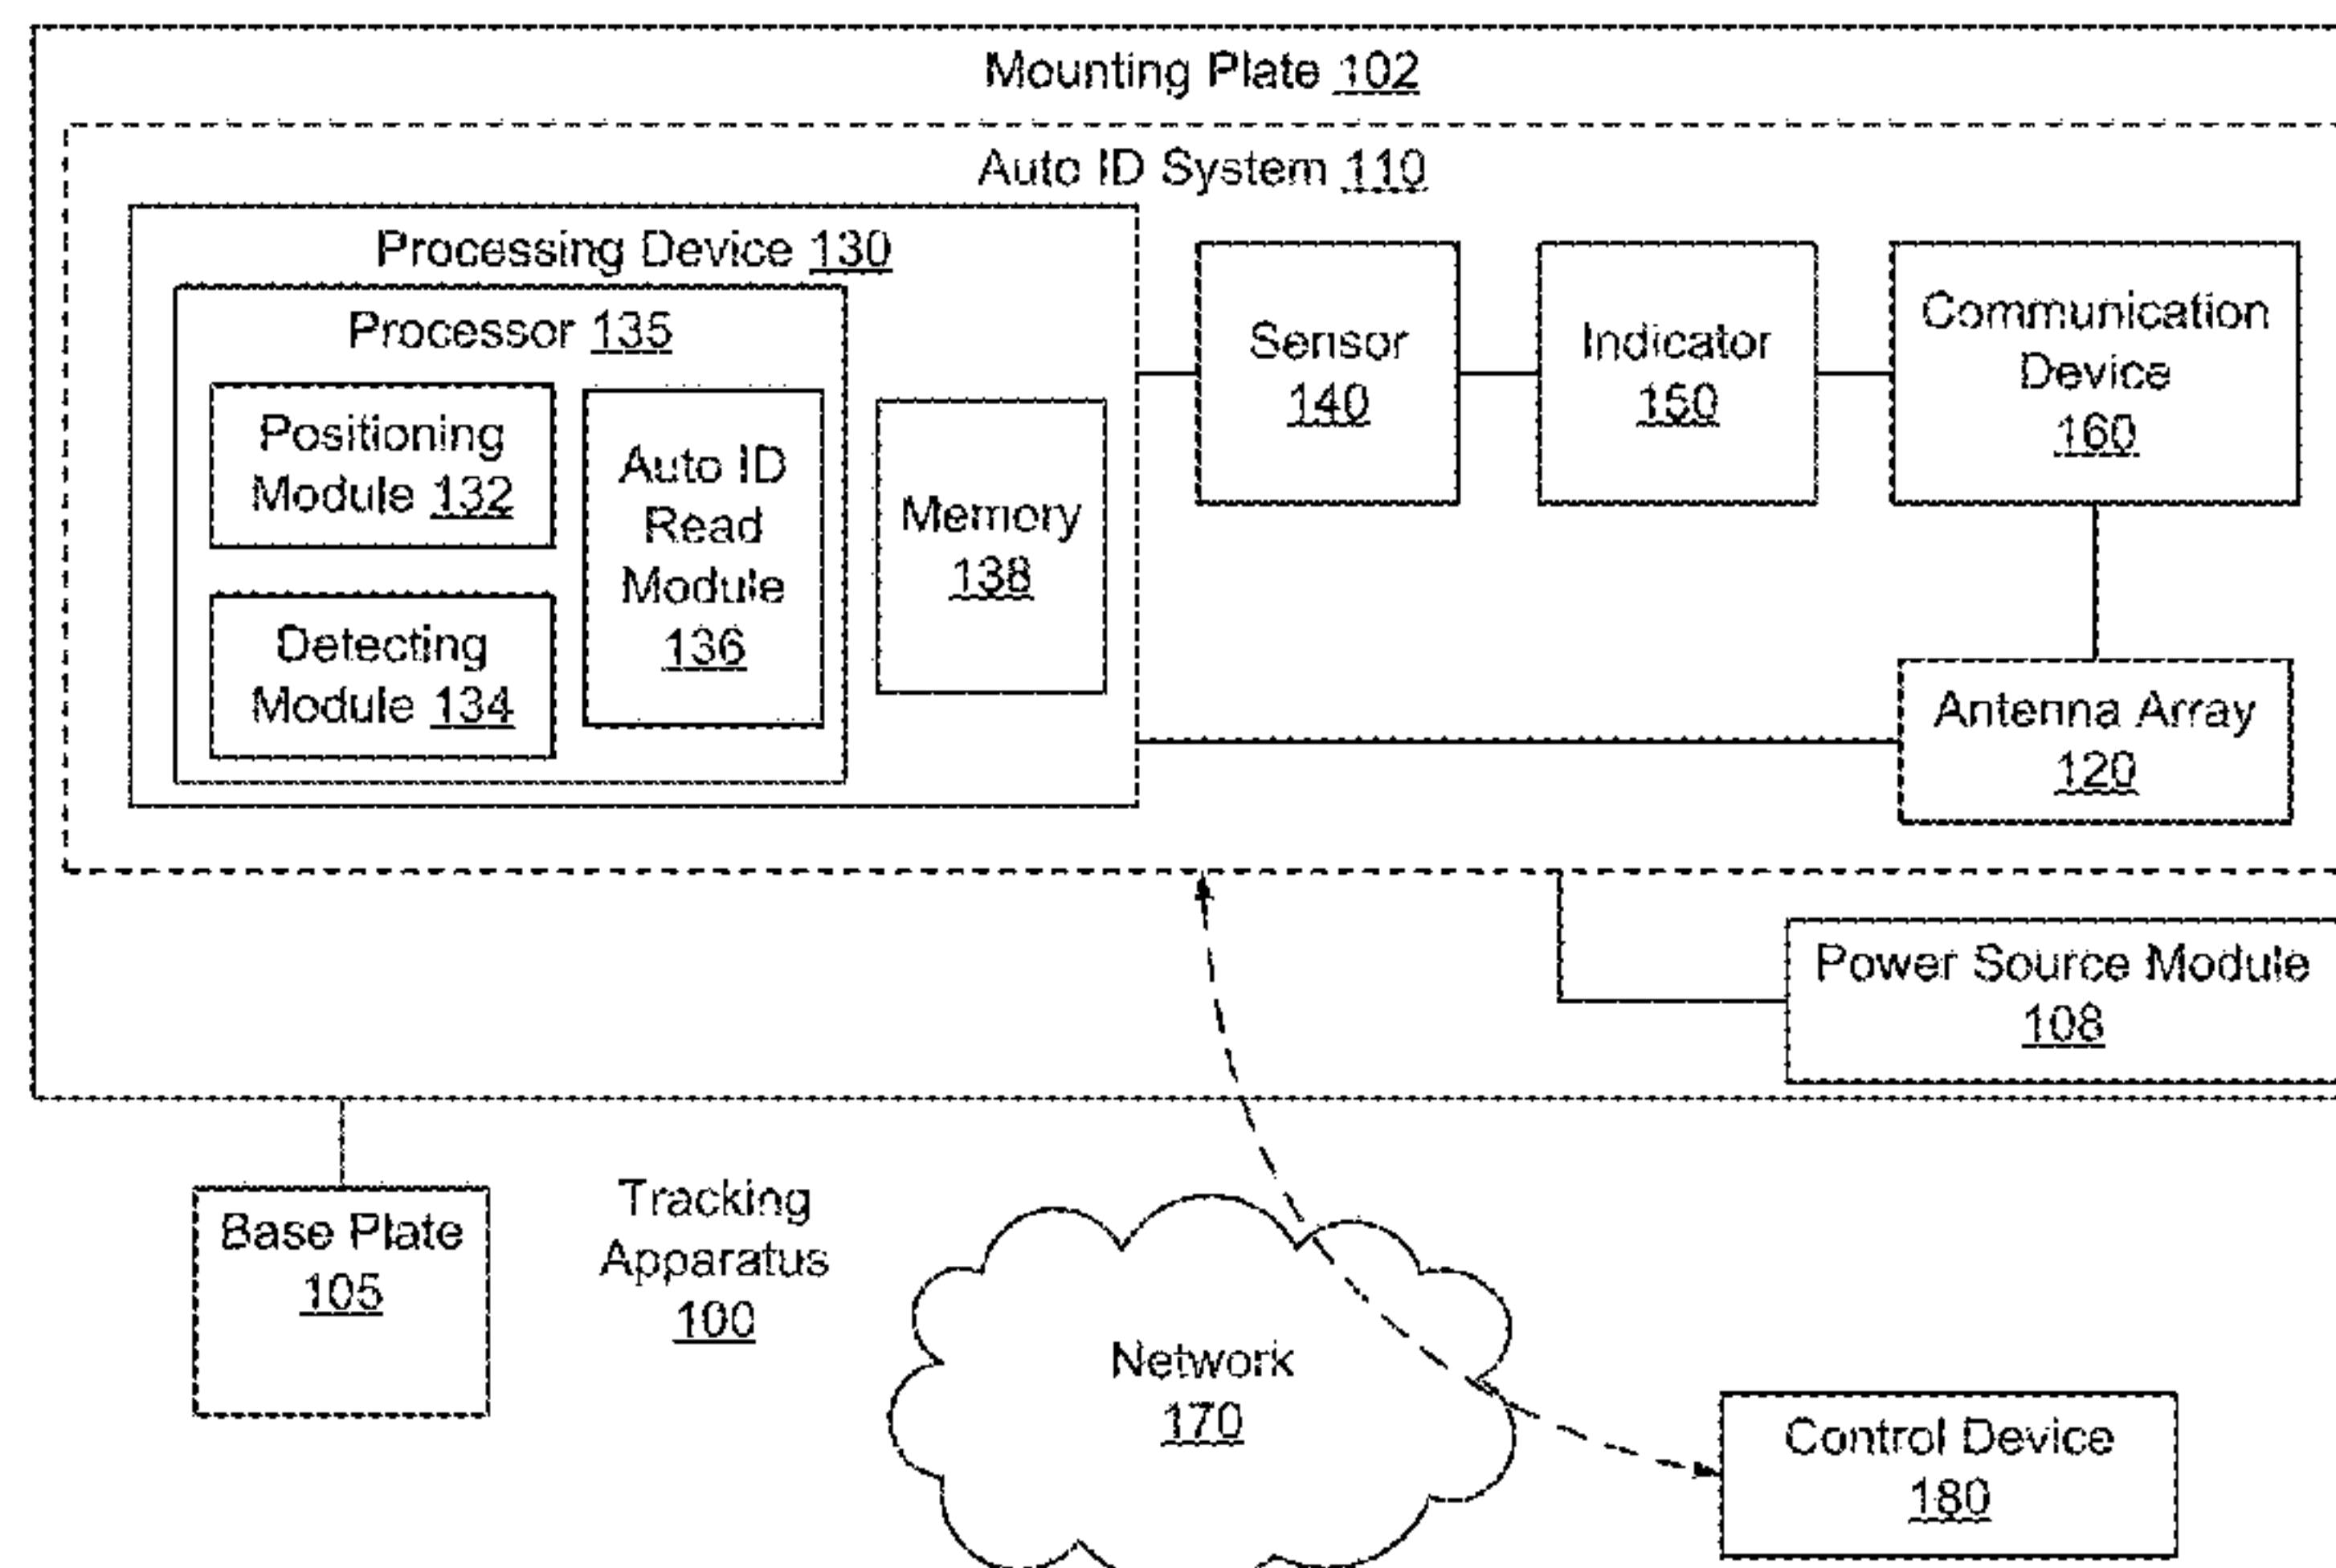 Mounting Plate 102
Auto ID System 110
Processing Device 130
Processor 135
Positioning
Module 132
Detecting
Module 134
Auto ID
Read
Module
136
Memory
138
Sensor
140
Indicator
150
Communication
Device
160
Antenna Array
120
Power Source Module
108
Base Plate
105
Tracking
Apparatus
100
Network
170
Control Device
180